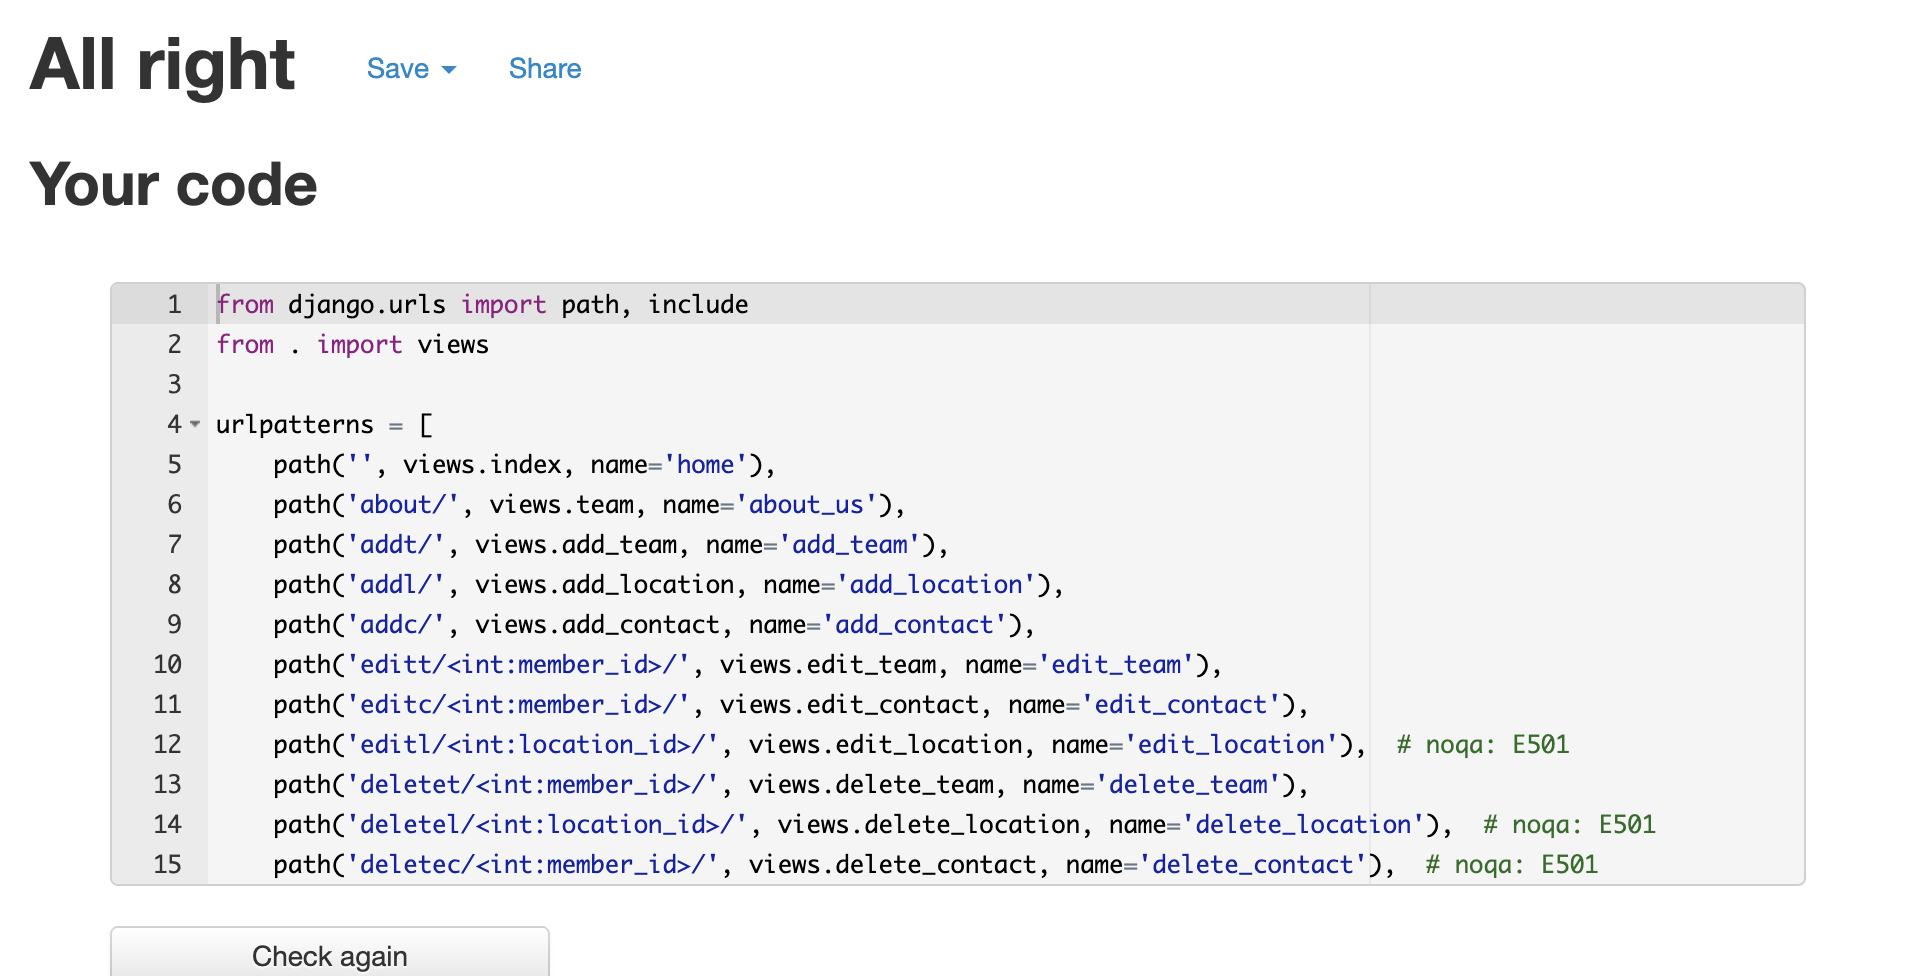 All right Save Share
Your code
1 from django.urls import path, include
2 from . import views
3
4 urlpatterns = [
5     path('', views.index, name='home'),
6     path('about/', views.team, name='about_us'),
7     path('addt/', views.add_team, name='add_team'),
8     path('addl/', views.add_location, name='add_location'),
9     path('addc/', views.add_contact, name='add_contact'),
10     path('editt/<int:member_id>/', views.edit_team, name='edit_team'),
11     path('editc/<int:member_id>/', views.edit_contact, name='edit_contact'),
12     path('editl/<int:location_id>/', views.edit_location, name='edit_location'),  # noqa: E501
13     path('deletet/<int:member_id>/', views.delete_team, name='delete_team'),
14     path('deletel/<int:location_id>/', views.delete_location, name='delete_location'),  # noqa: E501
15     path('deletec/<int:member_id>/', views.delete_contact, name='delete_contact'),  # noqa: E501
Check again